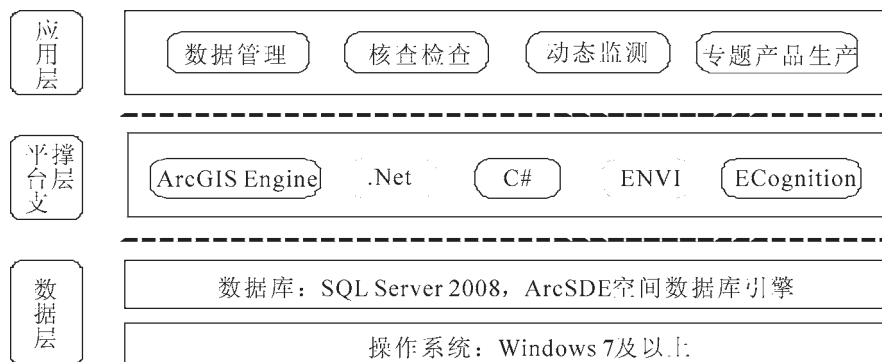 应用层
数据管理 核查检查 动态监测 专题产品生产
平台支撑层
ArcGIS Engine .Net C# ENVI ECognition
数据层
数据库：SQL Server 2008，ArcSDE空间数据库引擎
操作系统：Windows 7及以上